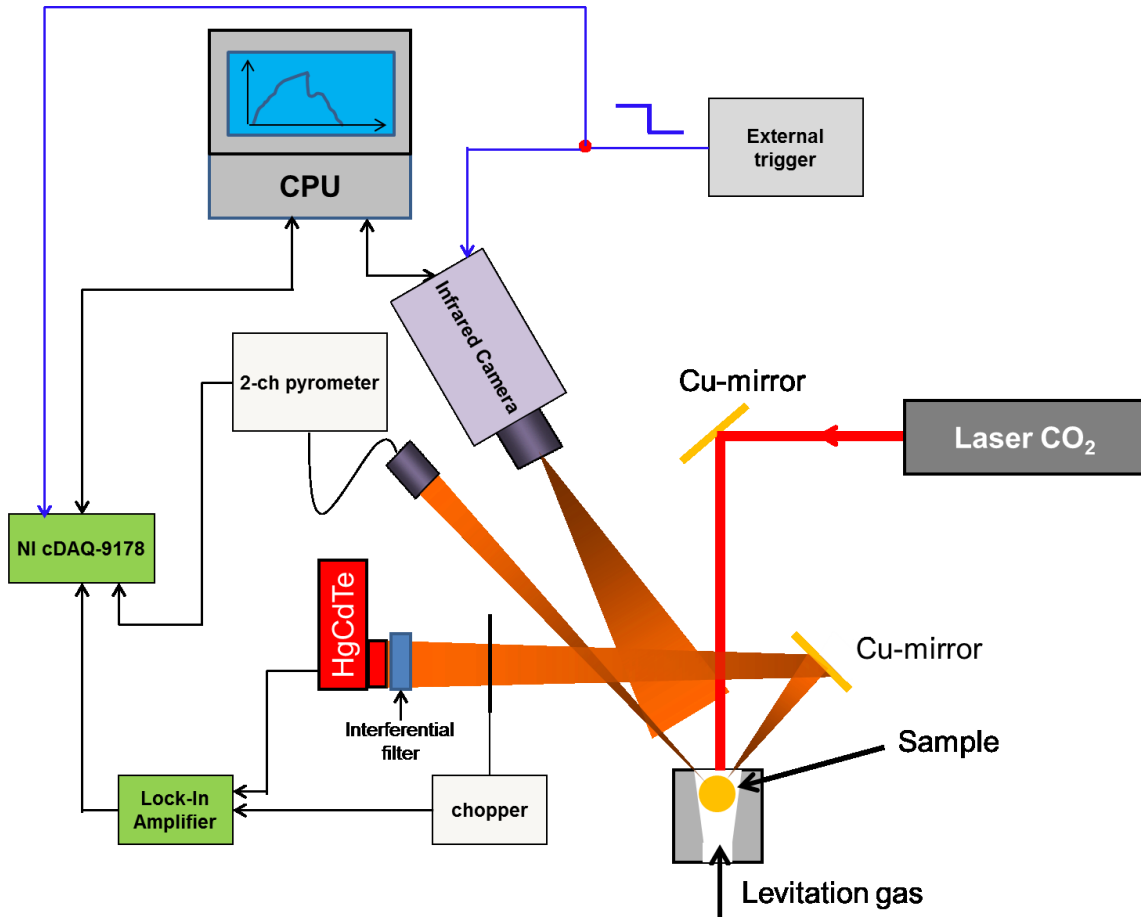 External
trigger
CPU
Infrared Camera
2-ch pyrometer
Cu-mirror
Laser CO₂
NI cDAQ-9178
HgCdTe
Cu-mirror
Interferential
filter
Sample
Lock-In
Amplifier
chopper
Levitation gas